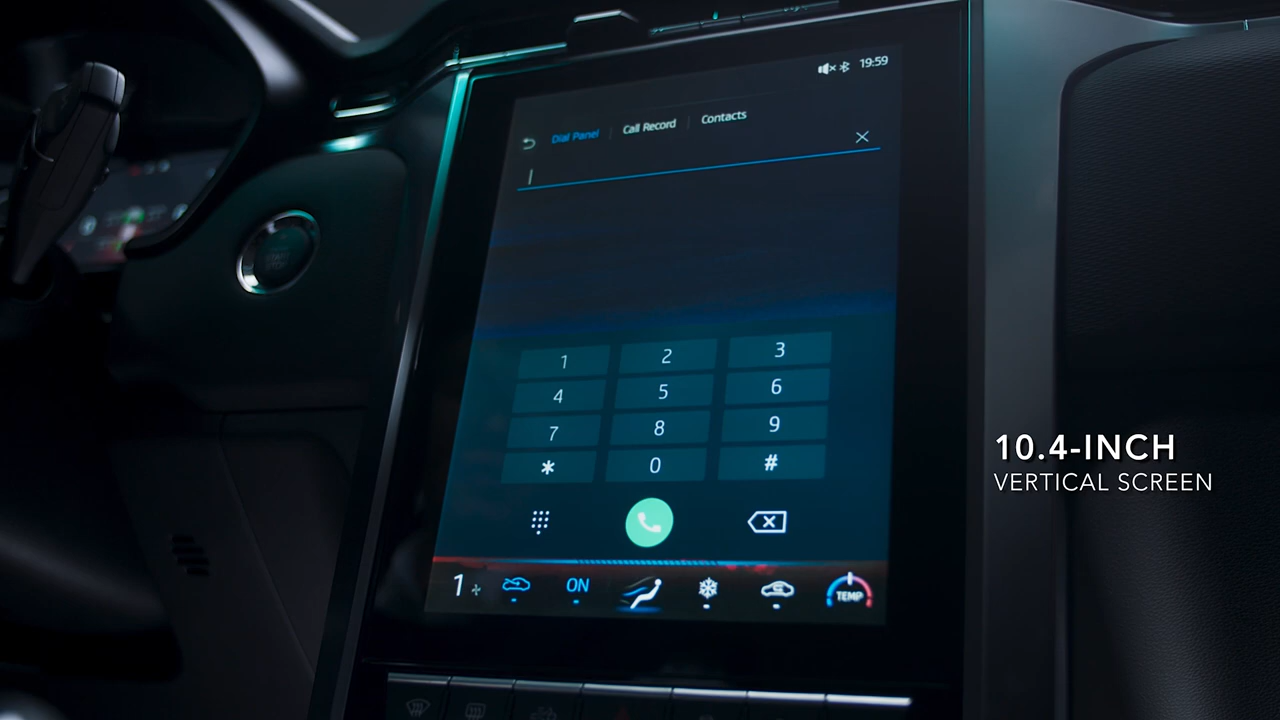 19:59
Dial Panel Call Record Contacts
1 2 3
4 5 6
7 8 9
* 0 #
1 ON TEMP
10.4-INCH
VERTICAL SCREEN